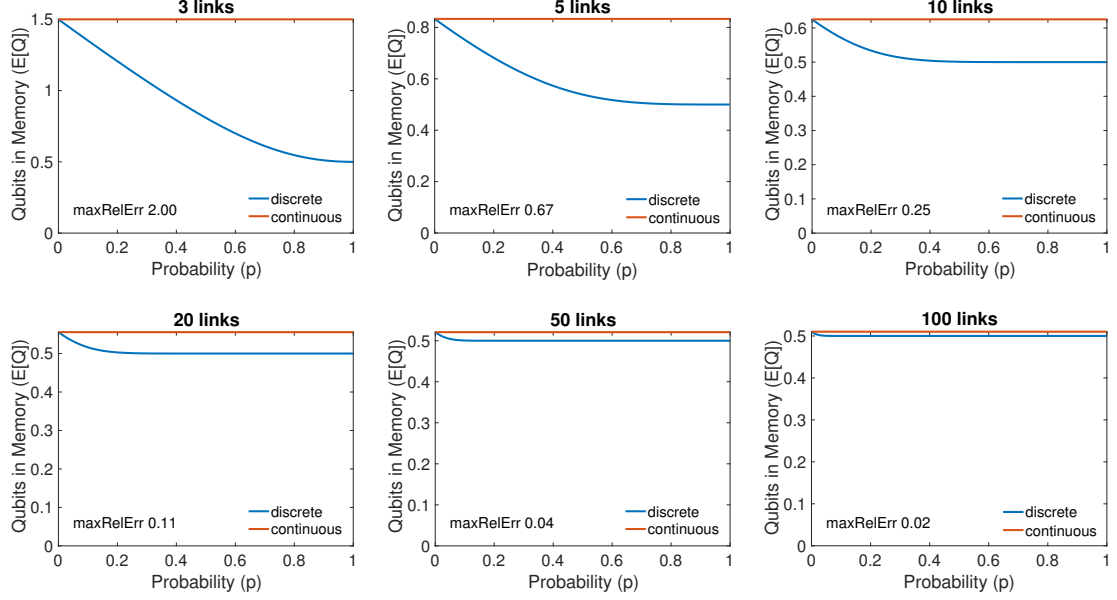 3 links
Qubits in Memory (E[Q])
1.5
1
0.5
0
maxRelErr 2.00
discrete
continuous
0 0.2 0.4 0.6 0.8 1
Probability (p)
5 links
Qubits in Memory (E[Q])
0.8
0.6
0.4
0.2
0
maxRelErr 0.67
discrete
continuous
0 0.2 0.4 0.6 0.8 1
Probability (p)
10 links
Qubits in Memory (E[Q])
0.6
0.5
0.4
0.3
0.2
0.1
0
maxRelErr 0.25
discrete
continuous
0 0.2 0.4 0.6 0.8 1
Probability (p)
20 links
Qubits in Memory (E[Q])
0.5
0.4
0.3
0.2
0.1
0
maxRelErr 0.11
discrete
continuous
0 0.2 0.4 0.6 0.8 1
Probability (p)
50 links
Qubits in Memory (E[Q])
0.5
0.4
0.3
0.2
0.1
0
maxRelErr 0.04
discrete
continuous
0 0.2 0.4 0.6 0.8 1
Probability (p)
100 links
Qubits in Memory (E[Q])
0.5
0.4
0.3
0.2
0.1
0
maxRelErr 0.02
discrete
continuous
0 0.2 0.4 0.6 0.8 1
Probability (p)